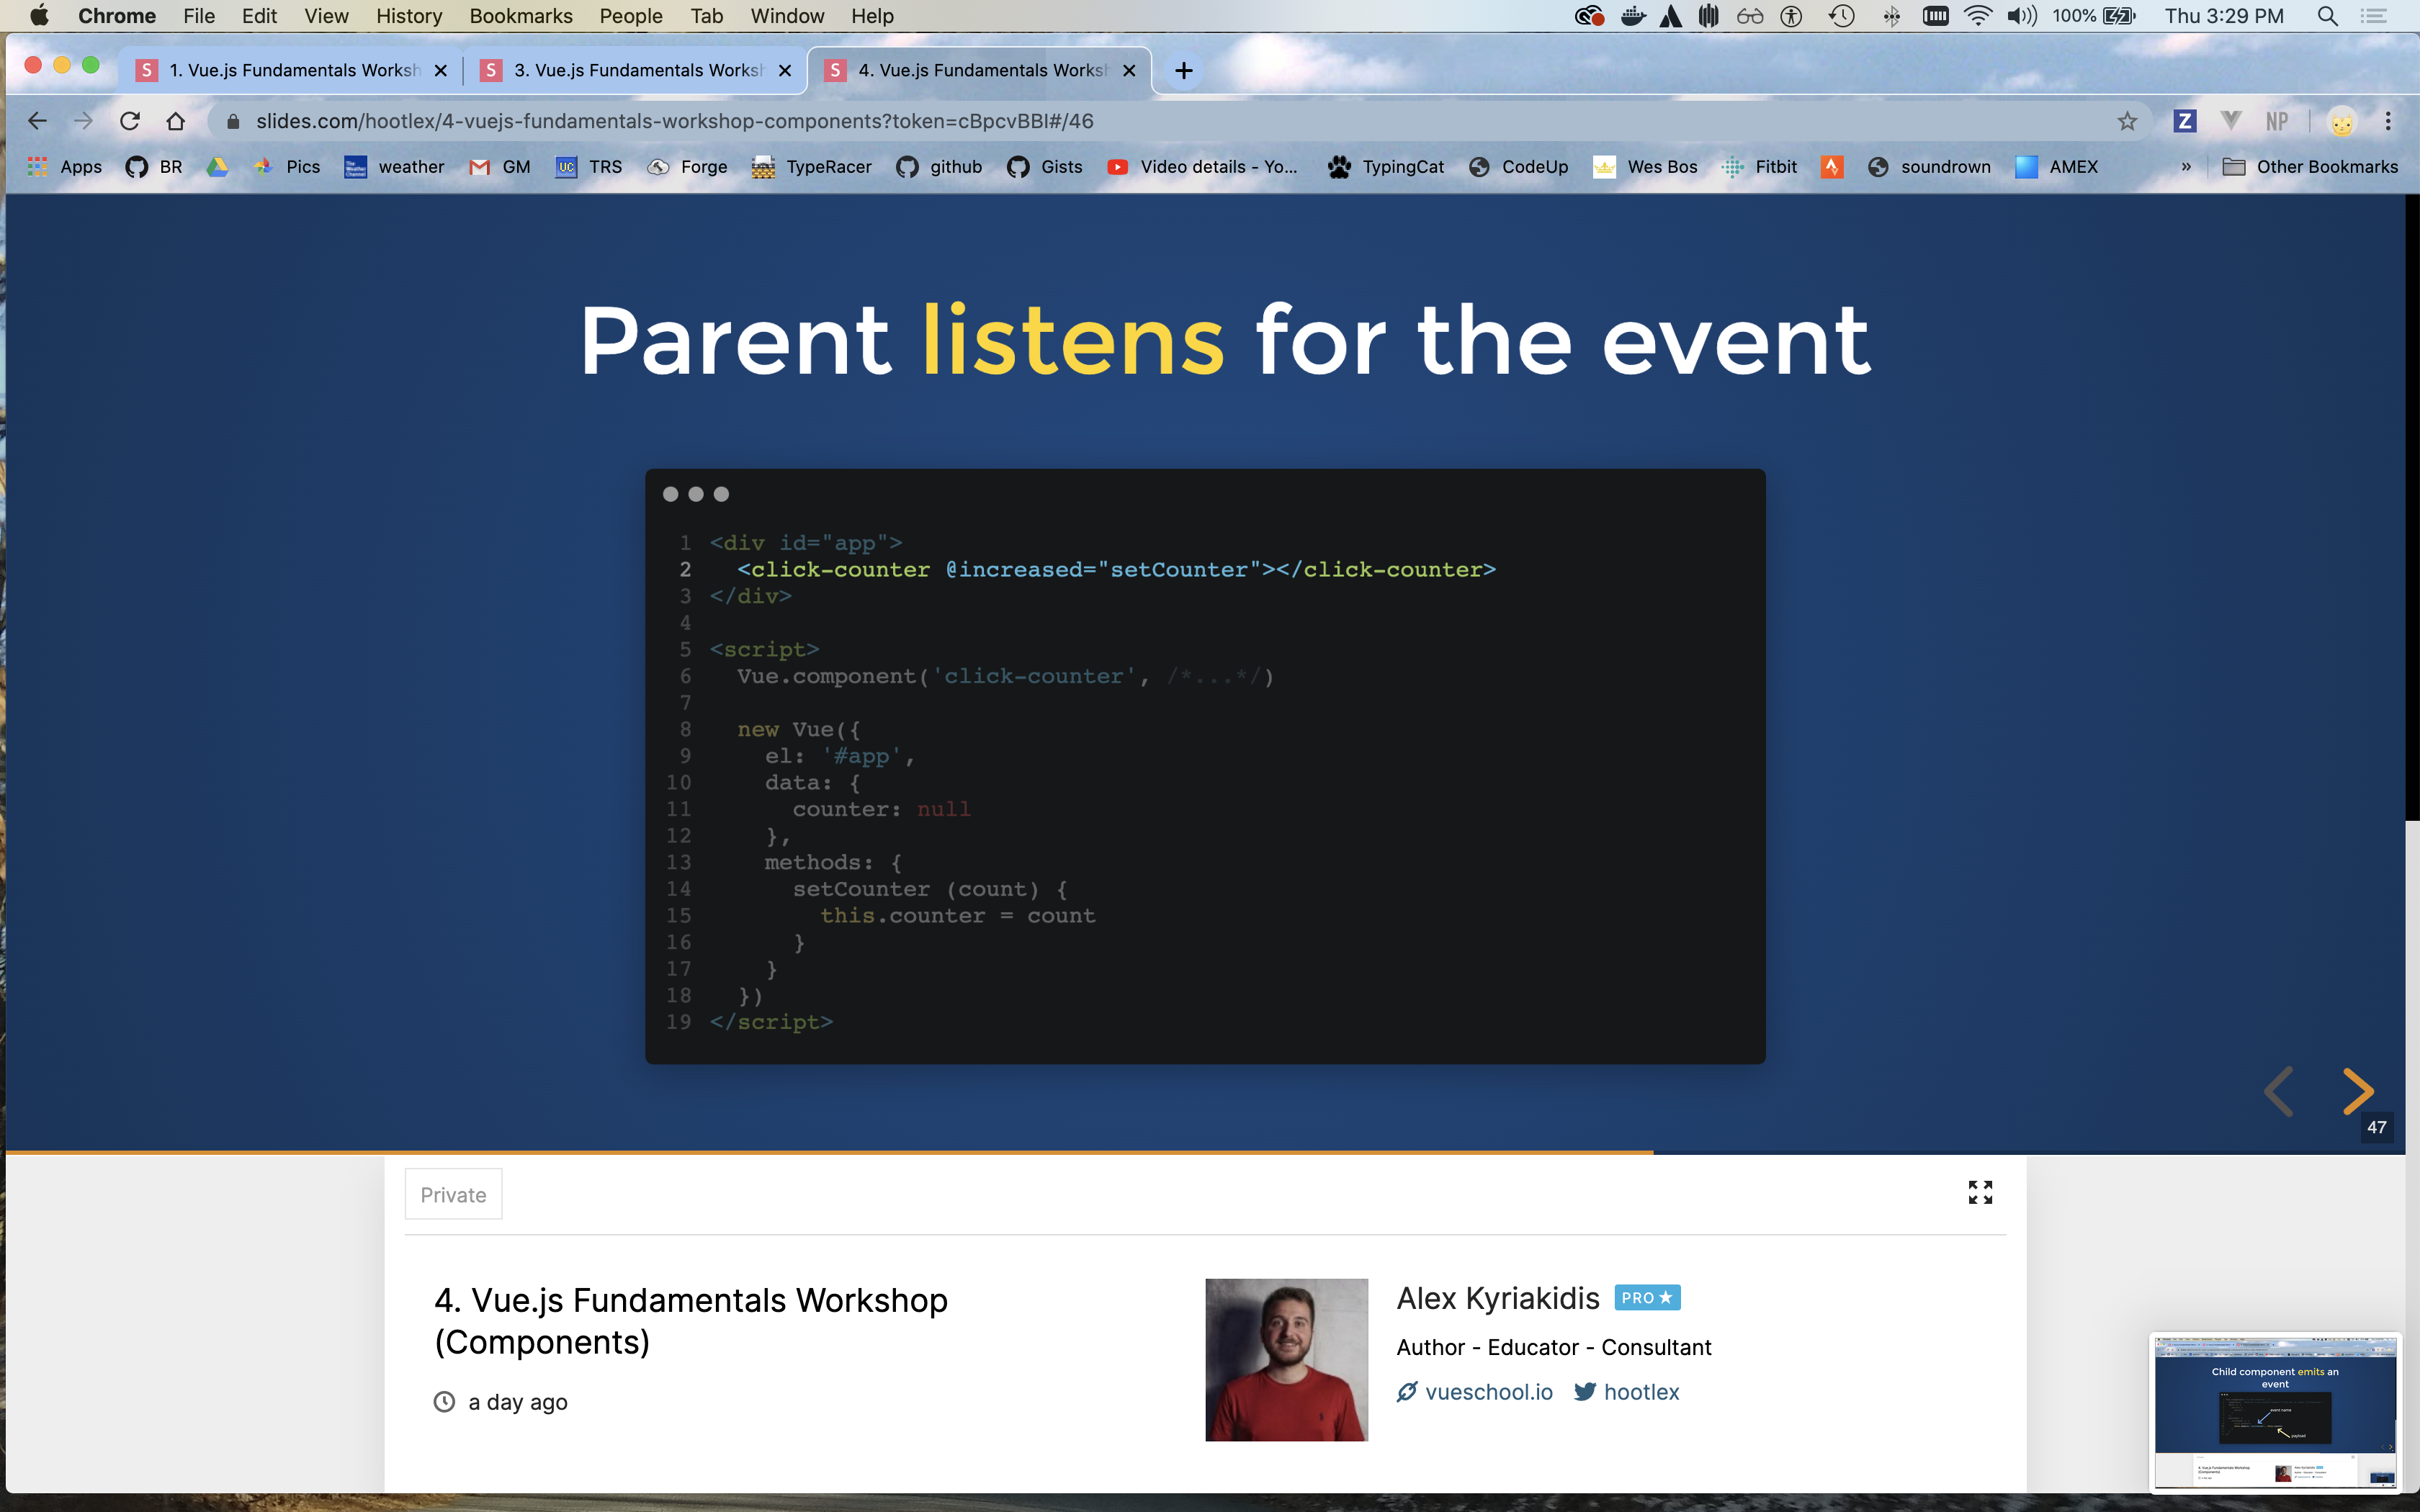 Chrome File Edit View History Bookmarks People Tab Window Help 100% Thu 3:29 PM
S 1. Vue.js Fundamentals Worksh S 3. Vue.js Fundamentals Worksh S 4. Vue.js Fundamentals Worksh
slides.com/hootlex/4-vuejs-fundamentals-workshop-components?token=cBpcvBBI#/46 Z NP
Apps BR Pics weather GM UC TRS Forge TypeRacer github Gists Video details - Yo... TypingCat CodeUp Wes Bos Fitbit soundrown AMEX » Other Bookmarks
Parent listens for the event
1 <div id="app">
2 <click-counter @increased="setCounter"></click-counter>
3 </div>
4
5 <script>
6 Vue.component('click-counter', /*...*/)
7
8 new Vue({
9 el: '#app',
10 data: {
11 counter: null
12 },
13 methods: {
14 setCounter (count) {
15 this.counter = count
16 }
17 }
18 })
19 </script>
47
Private
4. Vue.js Fundamentals Workshop
(Components)
a day ago
Alex Kyriakidis PRO
Author - Educator - Consultant
vueschool.io hootlex
Child component emits an
event
event name
payload